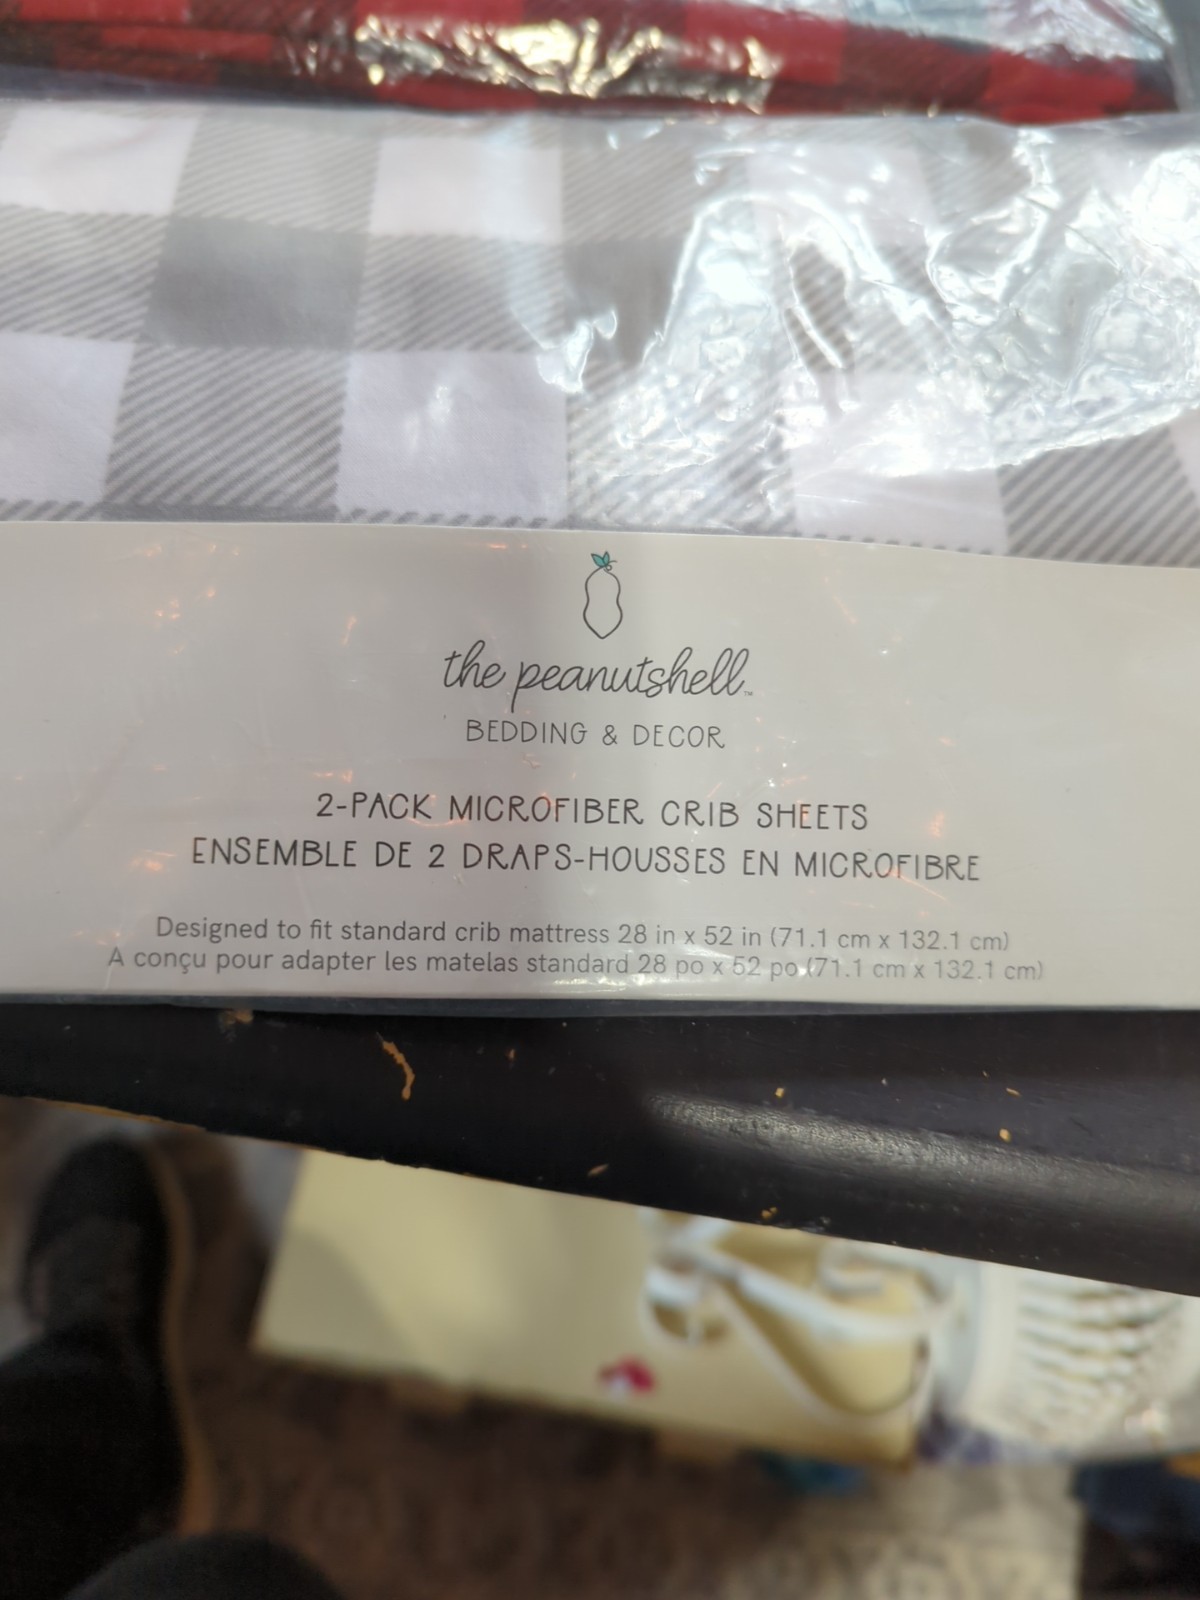 the peanutshell™
BEDDING & DECOR
2-PACK MICROFIBER CRIB SHEETS
ENSEMBLE DE 2 DRAPS-HOUSSES EN MICROFIBRE
Designed to fit standard crib mattress 28 in x 52 in (71.1 cm x 132.1 cm)
A conçu pour adapter les matelas standard 28 po x 52 po (71.1 cm x 132.1 cm)